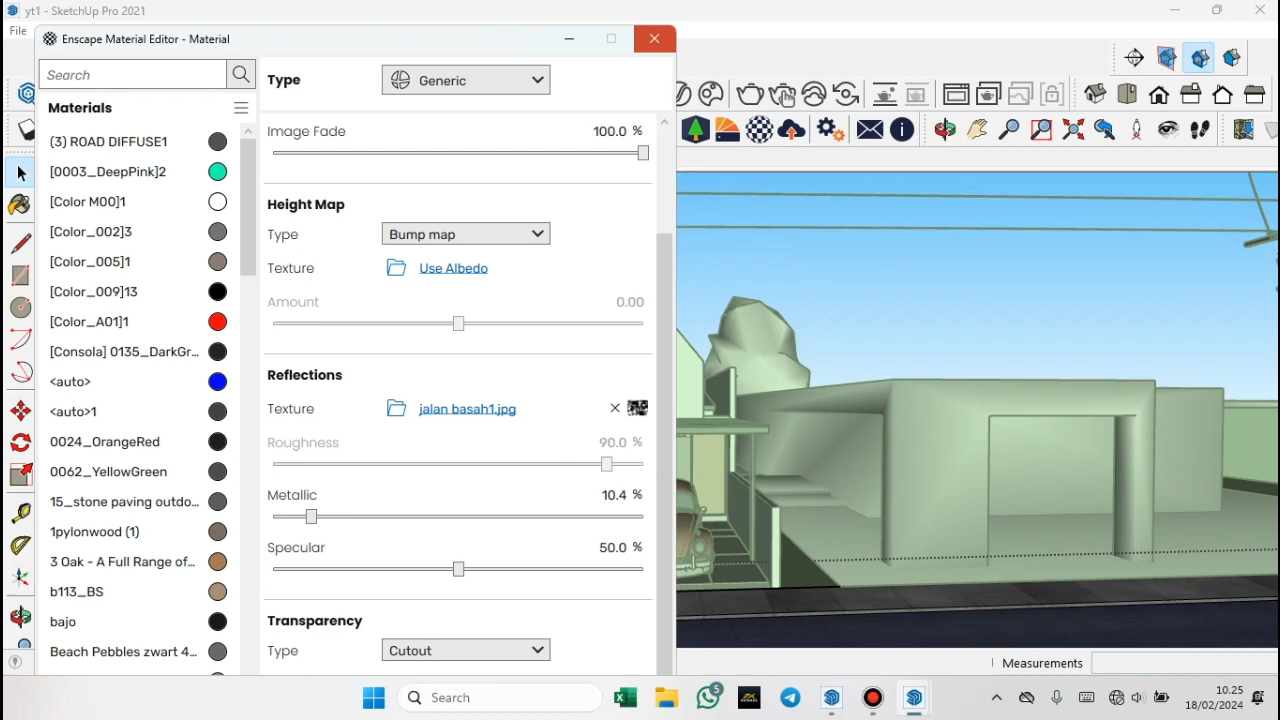 yt1 - SketchUp Pro 2021
File
Enscape Material Editor - Material
Search
Type
Generic
Materials
(3) ROAD DIFFUSE1
[0003_DeepPink]2
[Color M00]1
[Color_002]3
[Color_005]1
[Color_009]13
[Color_A01]1
[Consola] 0135_DarkGr...
<auto>
<auto>1
0024_OrangeRed
0062_YellowGreen
15_stone paving outdo...
1pylonwood (1)
3 Oak - A Full Range of...
b113_BS
bajo
Beach Pebbles zwart 4...
Image Fade
100.0 %
Height Map
Type
Bump map
Texture
Use Albedo
Amount
0.00
Reflections
Texture
jalan basah1.jpg
Roughness
90.0 %
Metallic
10.4 %
Specular
50.0 %
Transparency
Type
Cutout
Measurements
Search
5
10.25
18/02/2024